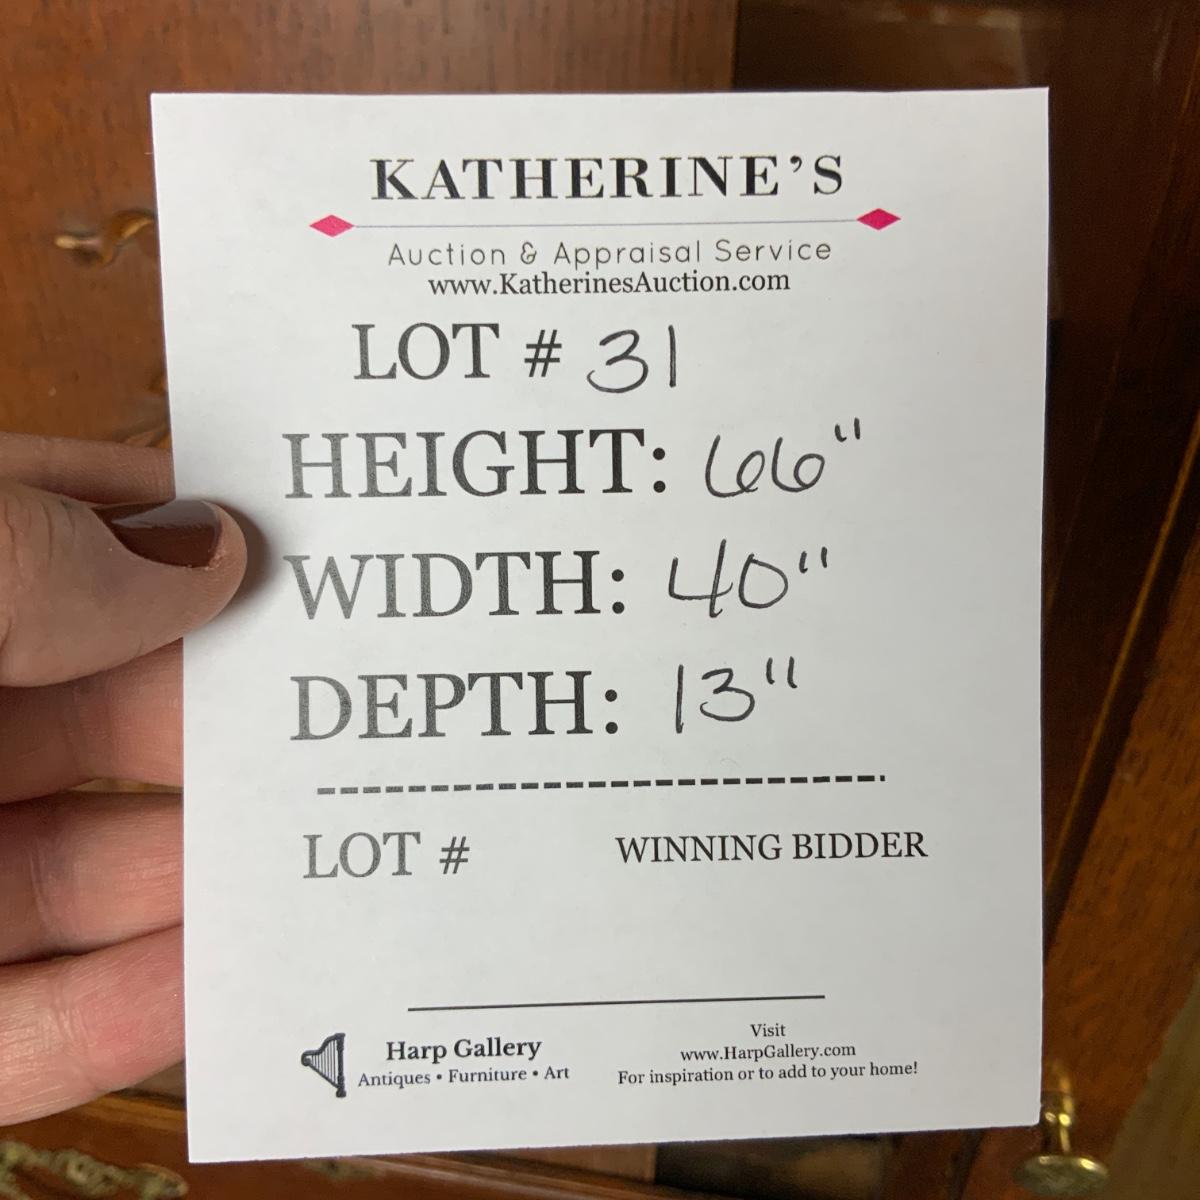 KATHERINE'S
Auction & Appraisal Service
www.KatherinesAuction.com
LOT # 31
HEIGHT: 66"
WIDTH: 40"
DEPTH: 13"
LOT # WINNING BIDDER
Harp Gallery
Antiques • Furniture • Art
Visit
www.HarpGallery.com
For inspiration or to add to your home!